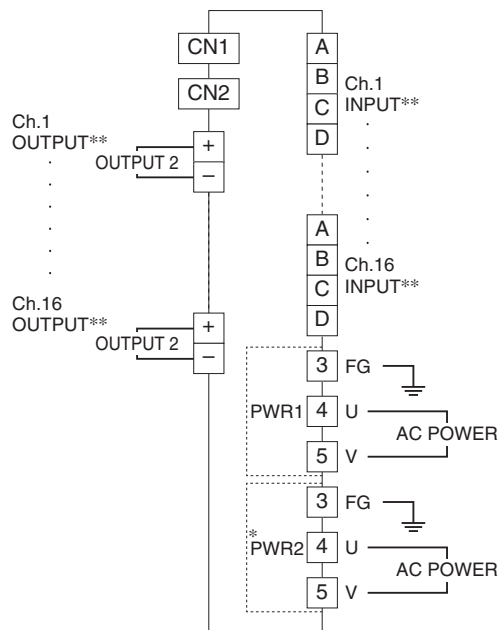 CN1
CN2
Ch.1
OUTPUT**
OUTPUT 2
+
−
Ch.16
OUTPUT**
OUTPUT 2
+
−
A
B
C
D
Ch.1
INPUT**
A
B
C
D
Ch.16
INPUT**
PWR1
3 FG
4 U
5 V
AC POWER
*PWR2
3 FG
4 U
5 V
AC POWER